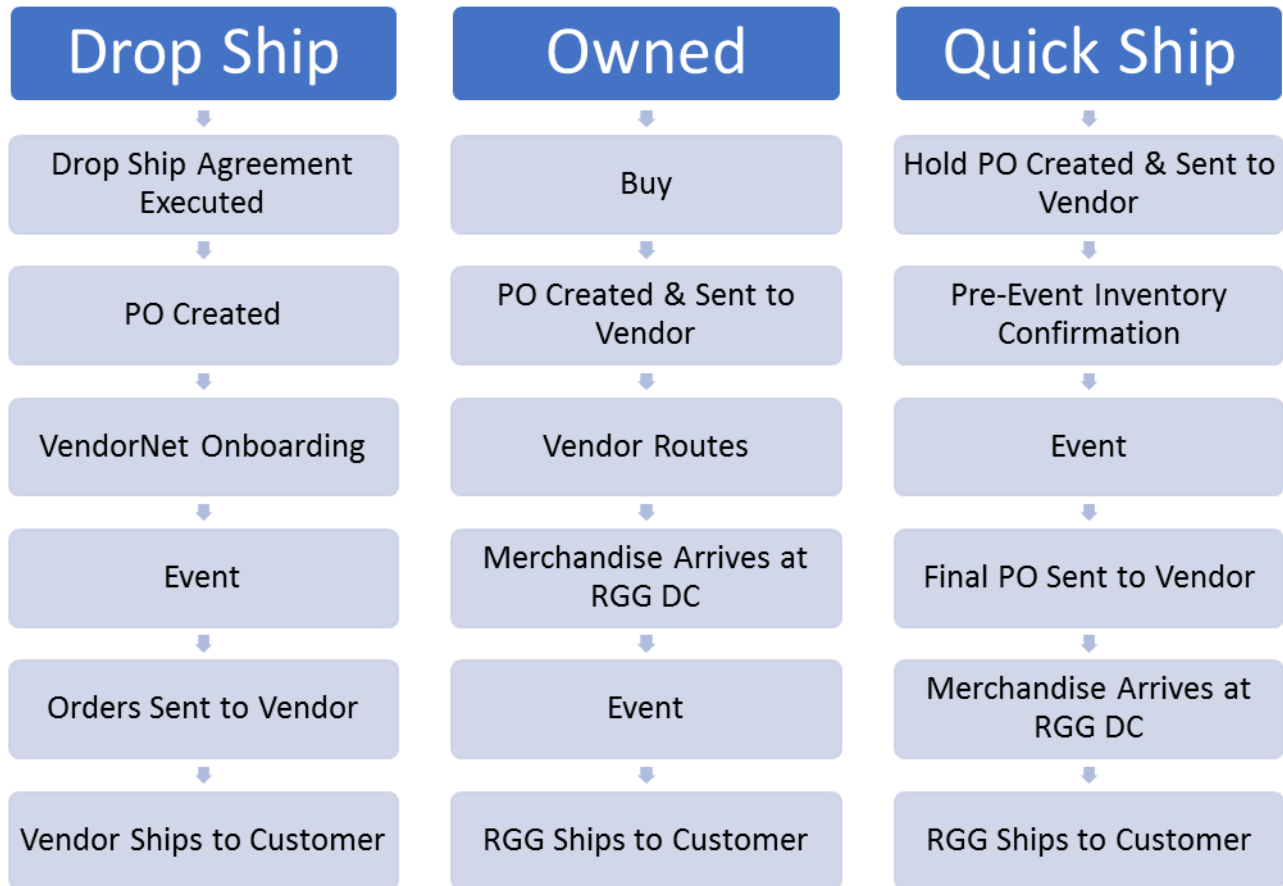 Drop Ship
Drop Ship Agreement
Executed
PO Created
VendorNet Onboarding
Event
Orders Sent to Vendor
Vendor Ships to Customer
Owned
Buy
PO Created & Sent to
Vendor
Vendor Routes
Merchandise Arrives at
RGG DC
Event
RGG Ships to Customer
Quick Ship
Hold PO Created & Sent to
Vendor
Pre-Event Inventory
Confirmation
Event
Final PO Sent to Vendor
Merchandise Arrives at
RGG DC
RGG Ships to Customer